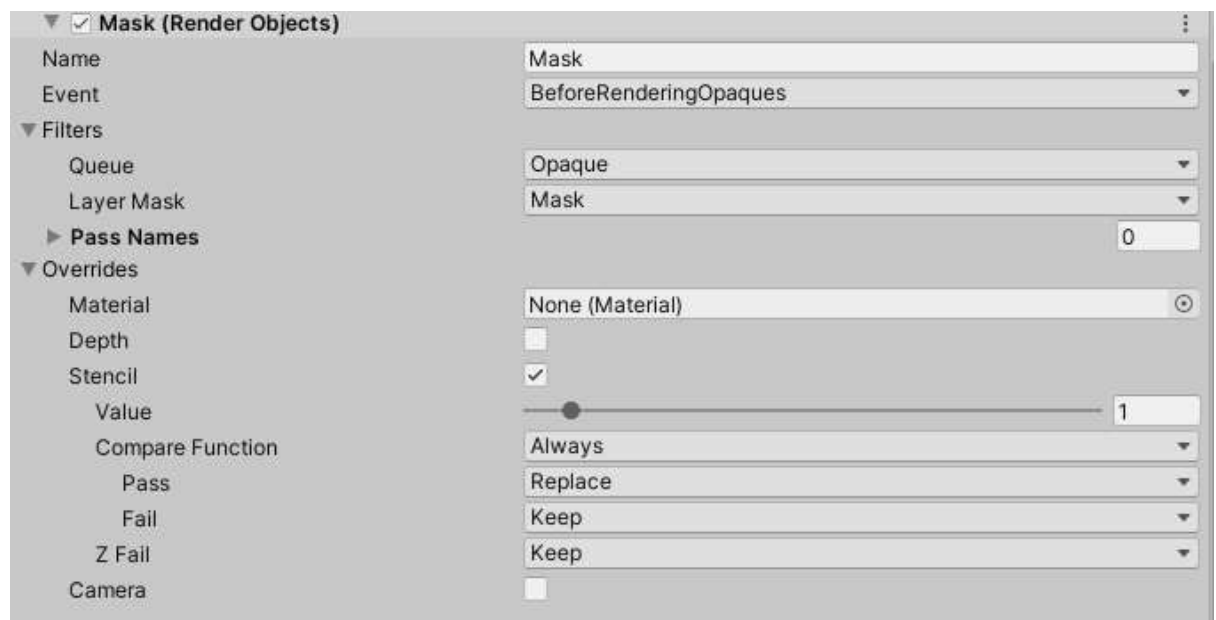 Mask (Render Objects)
Name Mask
Event BeforeRenderingOpaques
Filters
Queue Opaque
Layer Mask Mask
Pass Names 0
Overrides
Material None (Material)
Depth
Stencil
Value 1
Compare Function Always
Pass Replace
Fail Keep
Z Fail Keep
Camera